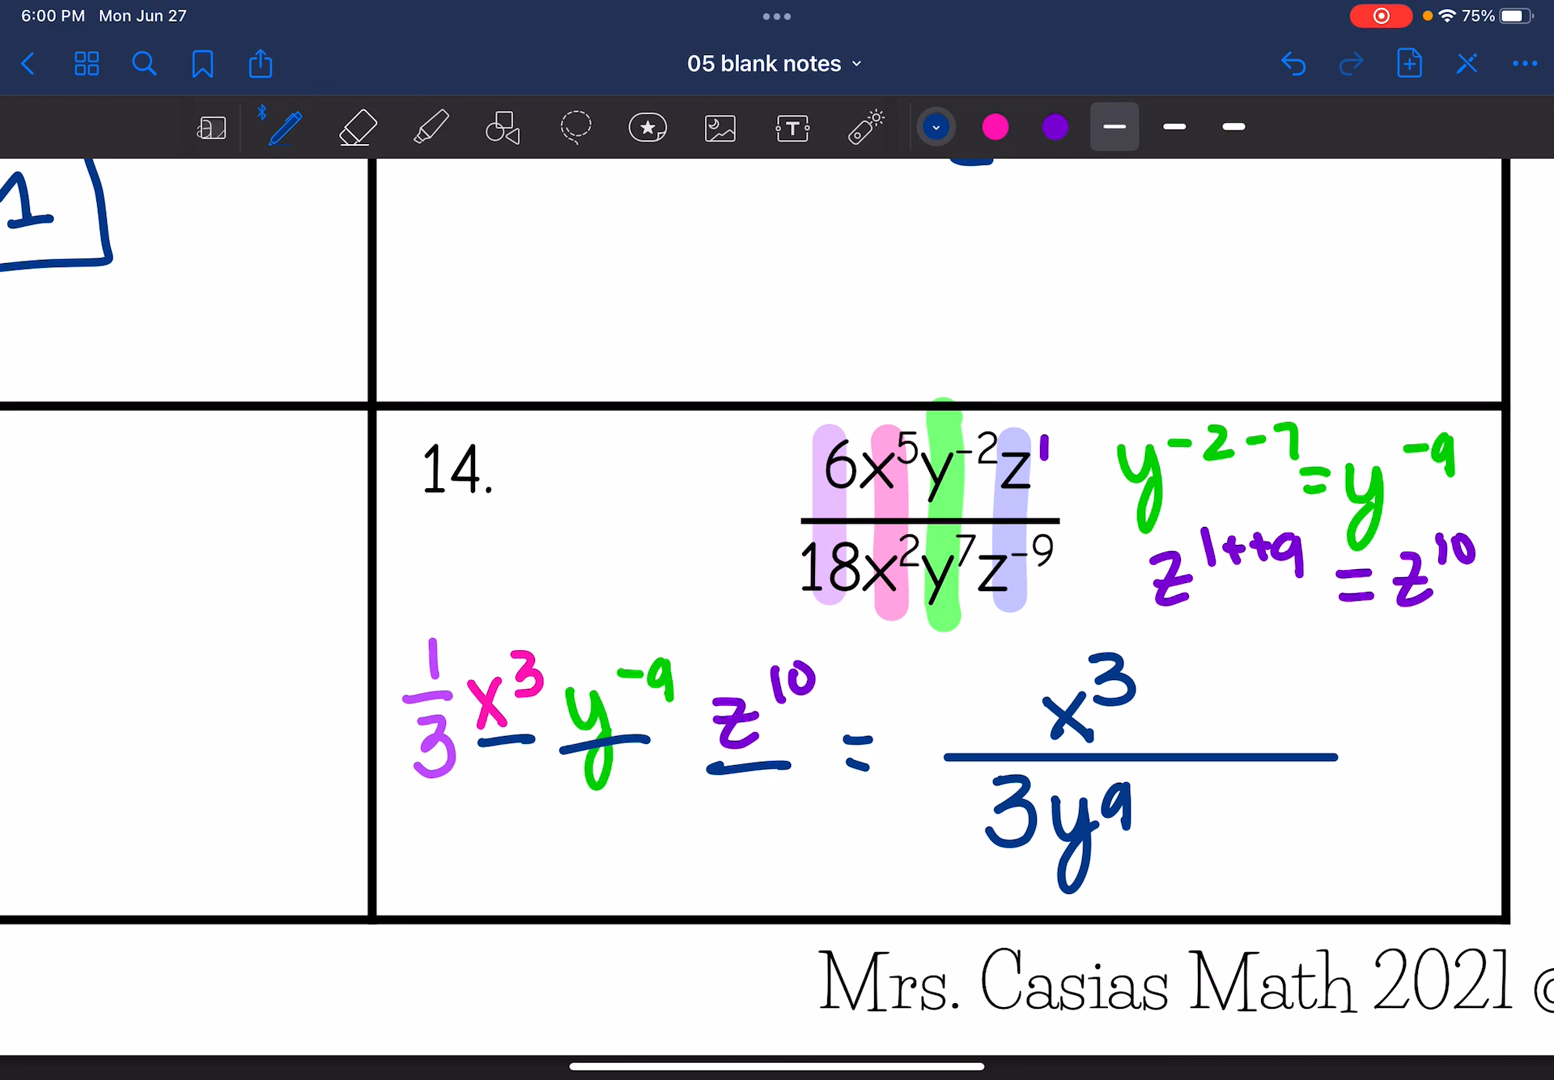 6:00 PM Mon Jun 27
75%
05 blank notes
T
1
14.
6x⁵y⁻²z¹
18x²y⁷z⁻⁹
y⁻²⁻⁷ = y⁻⁹
z¹⁺⁺⁹ = z¹⁰
1/3 x³ y⁻⁹ z¹⁰ = x³
3y⁹
Mrs. Casias Math 2021 ©